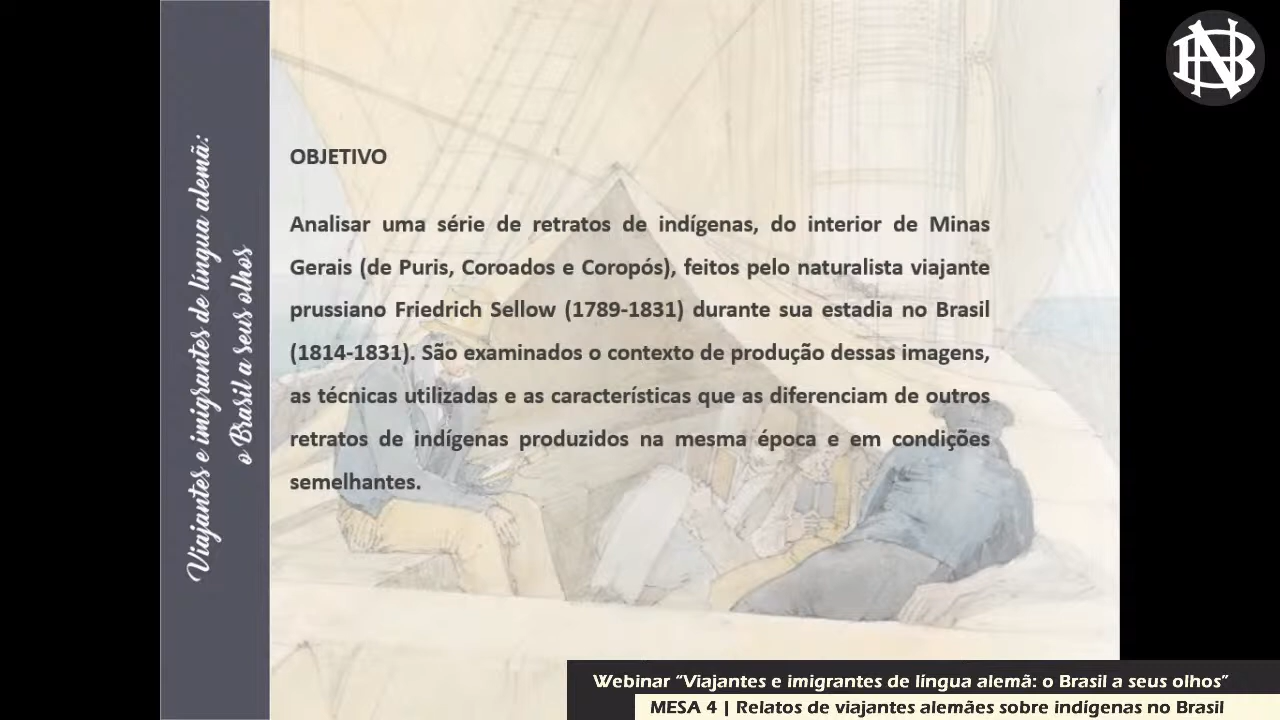 Viajantes e imigrantes de língua alemã:
o Brasil a seus olhos
OBJETIVO
Analisar uma série de retratos de indígenas, do interior de Minas
Gerais (de Puris, Coroados e Coropós), feitos pelo naturalista viajante
prussiano Friedrich Sellow (1789-1831) durante sua estadia no Brasil
(1814-1831). São examinados o contexto de produção dessas imagens,
as técnicas utilizadas e as características que as diferenciam de outros
retratos de indígenas produzidos na mesma época e em condições
semelhantes.
BN
Webinar “Viajantes e imigrantes de língua alemã: o Brasil a seus olhos”
MESA 4 | Relatos de viajantes alemães sobre indígenas no Brasil